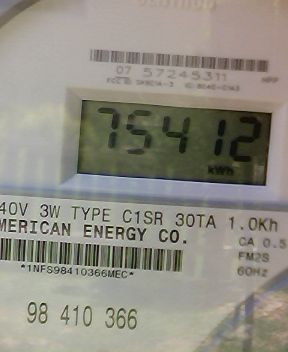 07 57245311
75412
kWh
40V 3W TYPE C1SR 30TA 1.0Kh
MERICAN ENERGY CO.
CA 0.5
FM2S
60Hz
*1NFS98410366MEC*
98 410 366